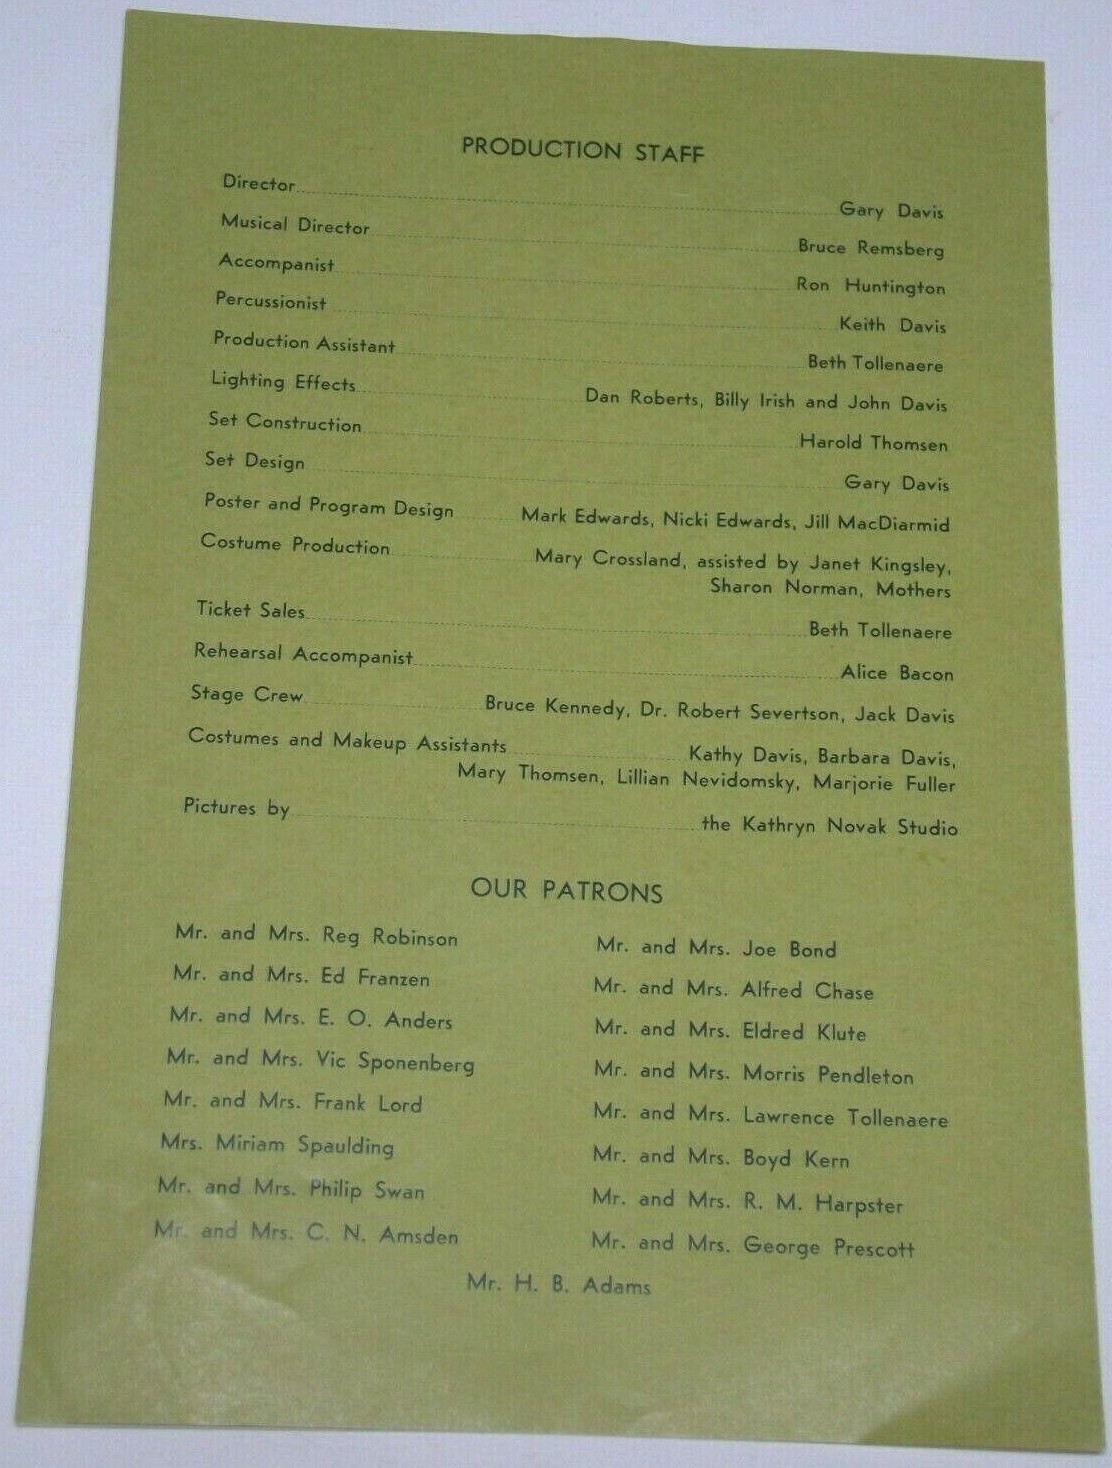 PRODUCTION STAFF
Director Gary Davis
Musical Director Bruce Remsberg
Accompanist Ron Huntington
Percussionist Keith Davis
Production Assistant Beth Tollenaere
Lighting Effects Dan Roberts, Billy Irish and John Davis
Set Construction Harold Thomsen
Set Design Gary Davis
Poster and Program Design Mark Edwards, Nicki Edwards, Jill MacDiarmid
Costume Production Mary Crossland, assisted by Janet Kingsley,
Sharon Norman, Mothers
Ticket Sales Beth Tollenaere
Rehearsal Accompanist Alice Bacon
Stage Crew Bruce Kennedy, Dr. Robert Severtson, Jack Davis
Costumes and Makeup Assistants Kathy Davis, Barbara Davis,
Mary Thomsen, Lillian Nevidomsky, Marjorie Fuller
Pictures by the Kathryn Novak Studio
OUR PATRONS
Mr. and Mrs. Reg Robinson
Mr. and Mrs. Ed Franzen
Mr. and Mrs. E. O. Anders
Mr. and Mrs. Vic Sponenberg
Mr. and Mrs. Frank Lord
Mrs. Miriam Spaulding
Mr. and Mrs. Philip Swan
Mr. and Mrs. C. N. Amsden
Mr. and Mrs. Joe Bond
Mr. and Mrs. Alfred Chase
Mr. and Mrs. Eldred Klute
Mr. and Mrs. Morris Pendleton
Mr. and Mrs. Lawrence Tollenaere
Mr. and Mrs. Boyd Kern
Mr. and Mrs. R. M. Harpster
Mr. and Mrs. George Prescott
Mr. H. B. Adams